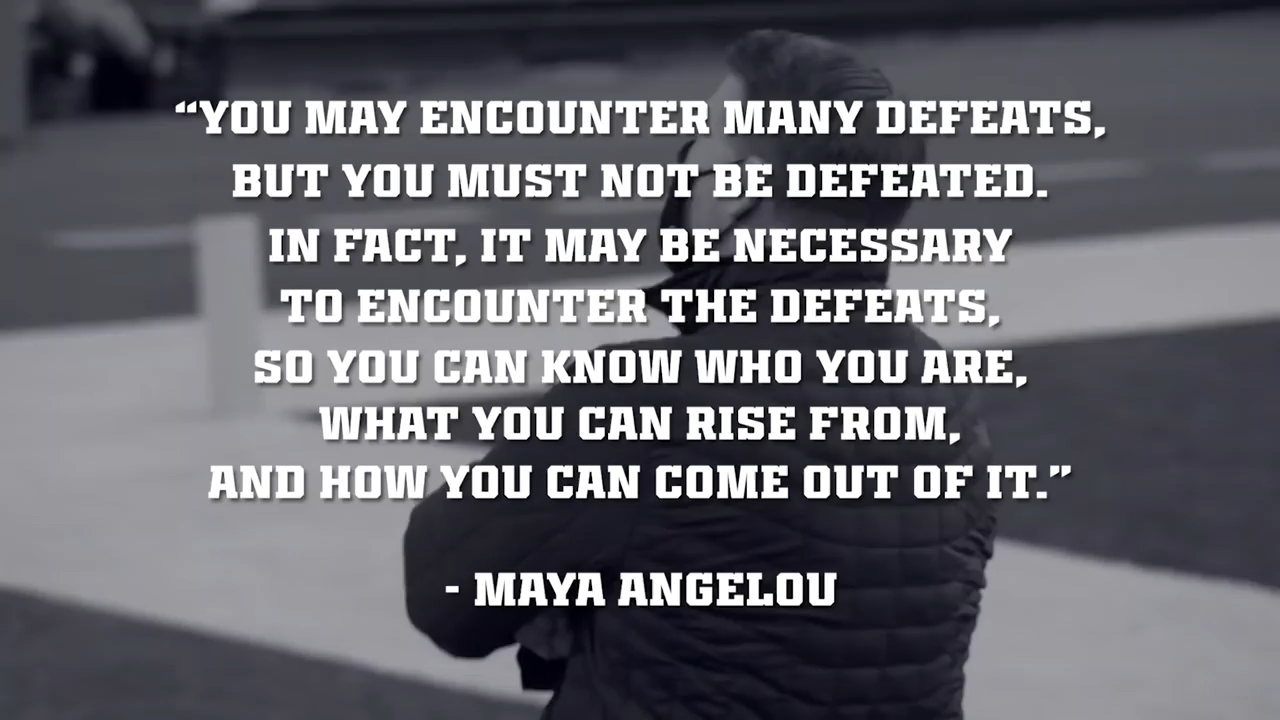 “YOU MAY ENCOUNTER MANY DEFEATS,
BUT YOU MUST NOT BE DEFEATED.
IN FACT, IT MAY BE NECESSARY
TO ENCOUNTER THE DEFEATS,
SO YOU CAN KNOW WHO YOU ARE,
WHAT YOU CAN RISE FROM,
AND HOW YOU CAN COME OUT OF IT.”
- MAYA ANGELOU